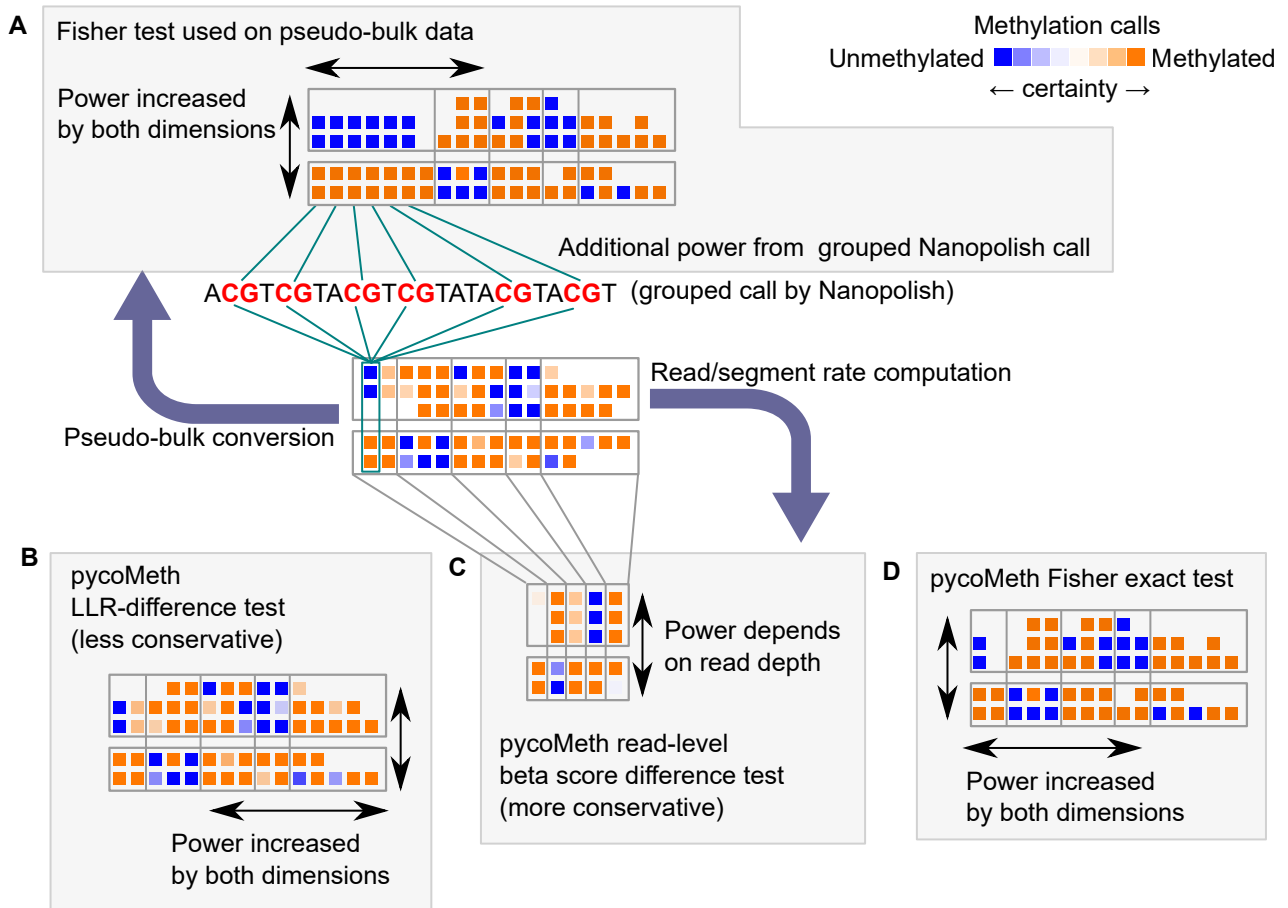 A
Fisher test used on pseudo-bulk data
Methylation calls
Unmethylated
Methylated
← certainty →
Power increased
by both dimensions
Additional power from grouped Nanopolish call
ACGTCGTACGTCGTATACGTACGT
(grouped call by Nanopolish)
Pseudo-bulk conversion
Read/segment rate computation
B
pycoMeth
LLR-difference test
(less conservative)
Power increased
by both dimensions
C
Power depends
on read depth
pycoMeth read-level
beta score difference test
(more conservative)
D
pycoMeth Fisher exact test
Power increased
by both dimensions